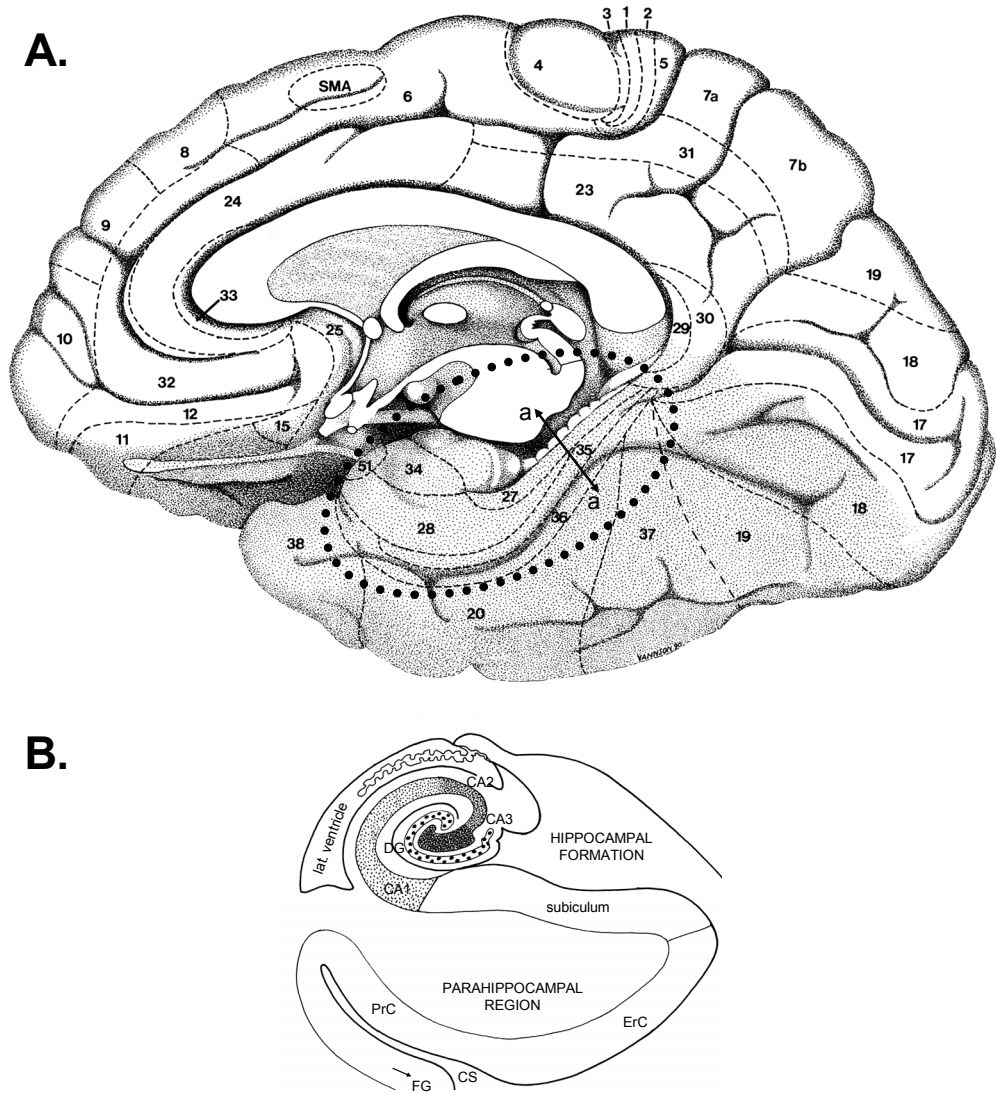 A.
3 1 2
4
5
SMA
6
7a
8
31
7b
23
24
9
19
33
25
29
30
10
18
32
12
a
17
15
11
35
17
51
34
27
a
18
36
28
38
37
19
20
VANNSON 90
B.
CA2
CA3
lat. ventricle
DG
HIPPOCAMPAL
FORMATION
CA1
subiculum
PARAHIPPOCAMPAL
REGION
PrC
ErC
CS
FG